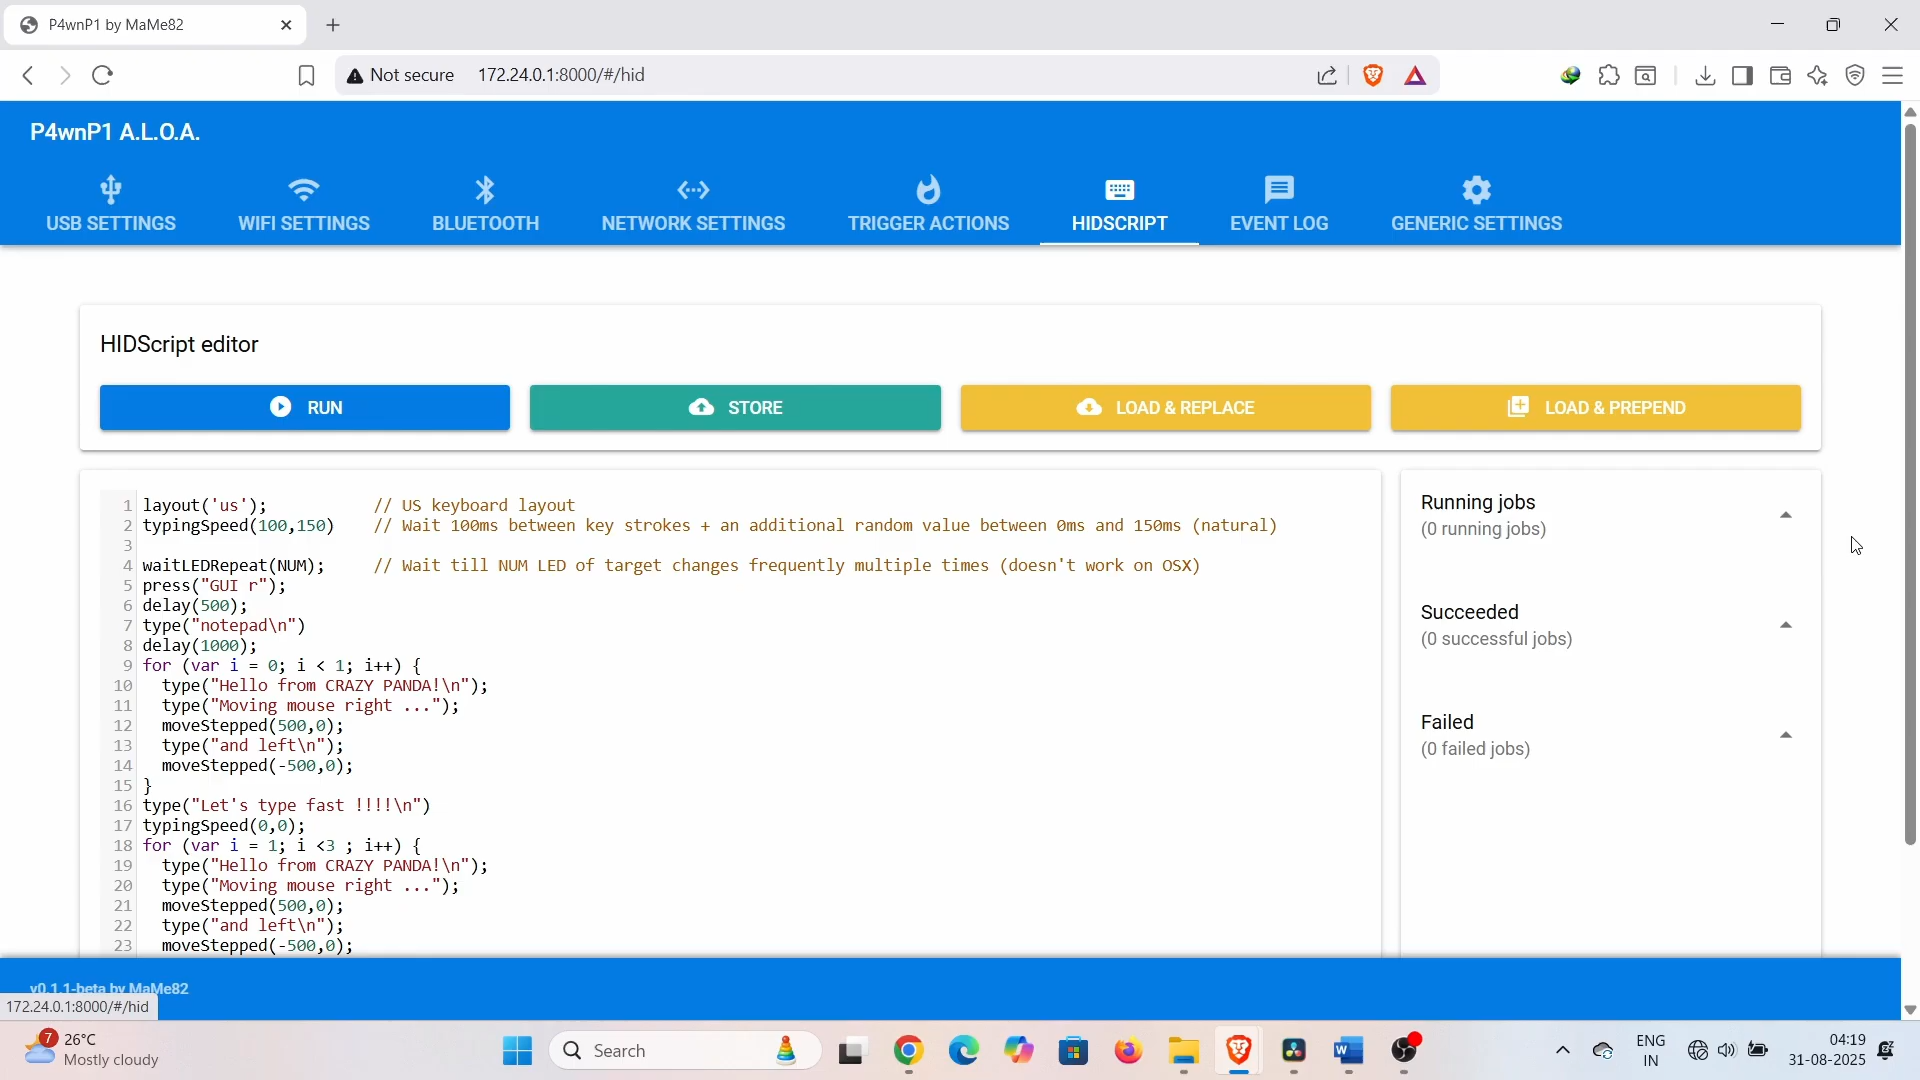 P4wnP1 by MaMe82
Not secure
172.24.0.1:8000/#/hid
P4wnP1 A.L.O.A.
USB SETTINGS
WIFI SETTINGS
BLUETOOTH
NETWORK SETTINGS
TRIGGER ACTIONS
HIDSCRIPT
EVENT LOG
GENERIC SETTINGS
HIDScript editor
RUN
STORE
LOAD & REPLACE
LOAD & PREPEND
1 layout('us'); // US keyboard layout
2 typingSpeed(100,150) // Wait 100ms between key strokes + an additional random value between 0ms and 150ms (natural)
3
4 waitLEDRepeat(NUM); // Wait till NUM LED of target changes frequently multiple times (doesn't work on OSX)
5 press("GUI r");
6 delay(500);
7 type("notepad\n")
8 delay(1000);
9 for (var i = 0; i < 1; i++) {
10 type("Hello from CRAZY PANDA!\n");
11 type("Moving mouse right ...");
12 moveStepped(500,0);
13 type("and left\n");
14 moveStepped(-500,0);
15 }
16 type("Let's type fast !!!!\n")
17 typingSpeed(0,0);
18 for (var i = 1; i <3 ; i++) {
19 type("Hello from CRAZY PANDA!\n");
20 type("Moving mouse right ...");
21 moveStepped(500,0);
22 type("and left\n");
23 moveStepped(-500,0);
Running jobs
(0 running jobs)
Succeeded
(0 successful jobs)
Failed
(0 failed jobs)
v0.1.1-beta by MaMe82
172.24.0.1:8000/#/hid
7
26°C
Mostly cloudy
Search
ENG
IN
04:19
31-08-2025